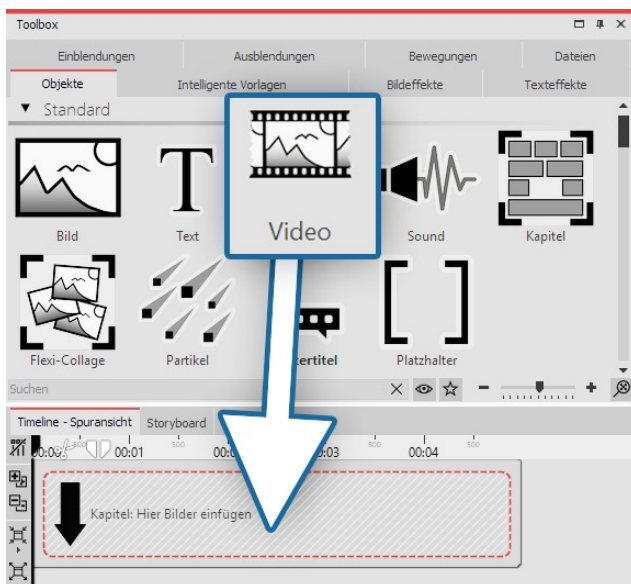 Toolbox
Einblendungen Ausblendungen Bewegungen Dateien
Objekte Intelligente Vorlagen Bildeffekte Texteffekte
Standard
Bild Text Video Sound Kapitel
Flexi-Collage Partikel Platzhalter
Suchen
Timeline - Spuransicht Storyboard
00:01 00:03 00:04
500 500 500
Kapitel: Hier Bilder einfügen